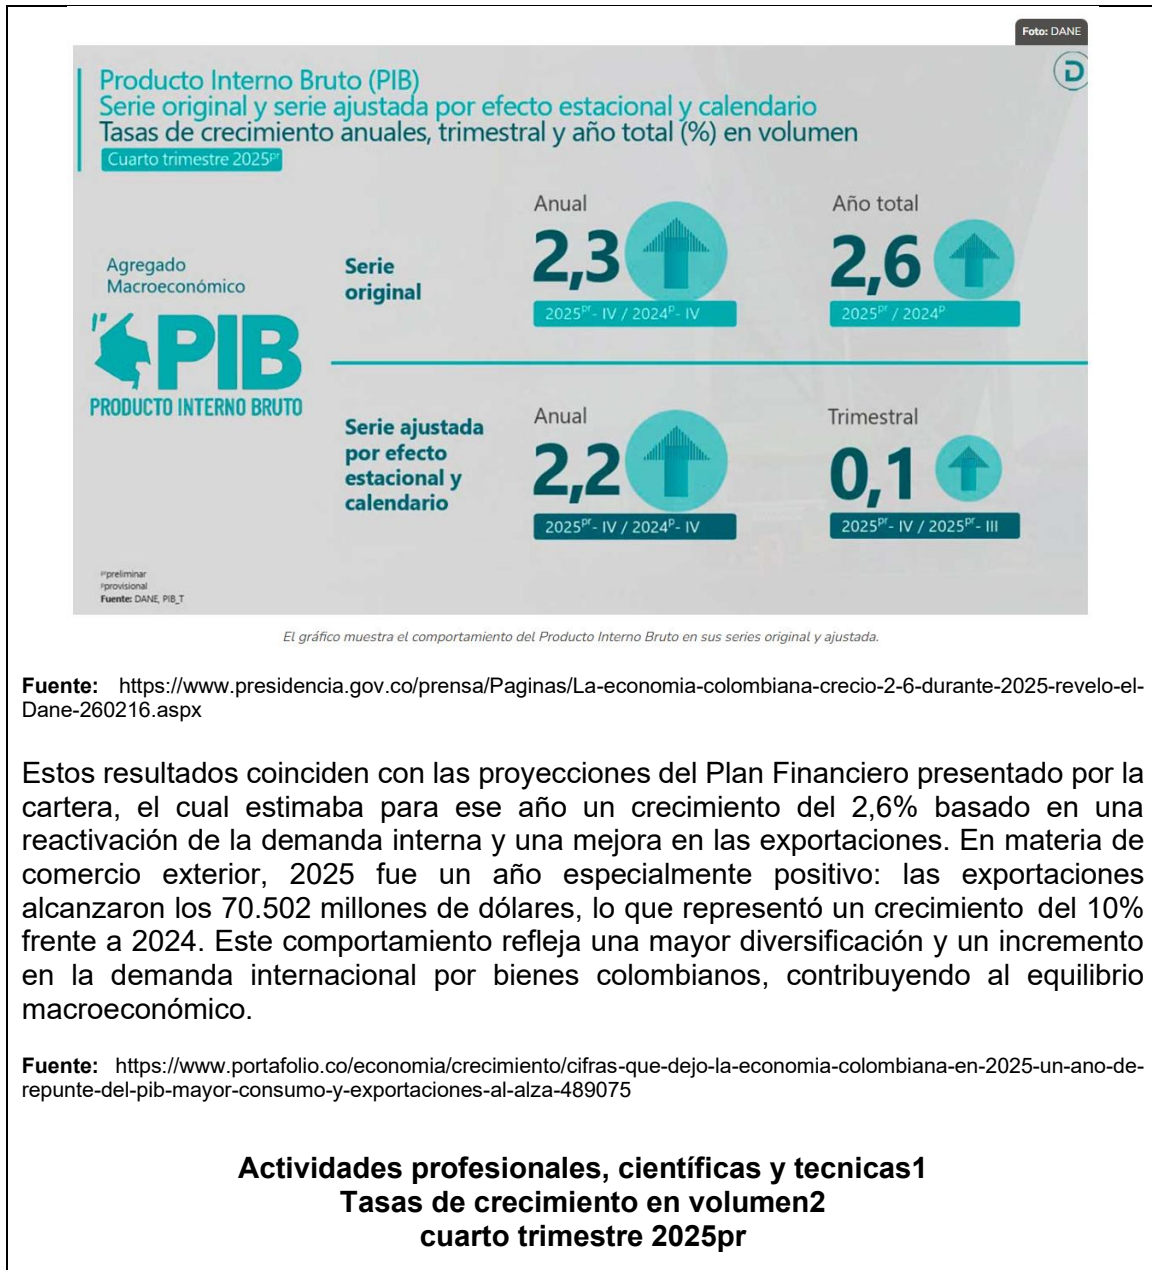 Foto: DANE
Producto Interno Bruto (PIB)
Serie original y serie ajustada por efecto estacional y calendario
Tasas de crecimiento anuales, trimestral y año total (%) en volumen
Cuarto trimestre 2025pr
D
Agregado
Macroeconómico
PIB
PRODUCTO INTERNO BRUTO
Serie
original
Anual
2,3
2025pr- IV / 2024p- IV
Año total
2,6
2025pr / 2024p
Serie ajustada
por efecto
estacional y
calendario
Anual
2,2
2025pr- IV / 2024p- IV
Trimestral
0,1
2025pr- IV / 2025pr- III
prpreliminar
pprovisional
Fuente: DANE, PIB_T
El gráfico muestra el comportamiento del Producto Interno Bruto en sus series original y ajustada.
Fuente: https://www.presidencia.gov.co/prensa/Paginas/La-economia-colombiana-crecio-2-6-durante-2025-revelo-el-
Dane-260216.aspx
Estos resultados coinciden con las proyecciones del Plan Financiero presentado por la
cartera, el cual estimaba para ese año un crecimiento del 2,6% basado en una
reactivación de la demanda interna y una mejora en las exportaciones. En materia de
comercio exterior, 2025 fue un año especialmente positivo: las exportaciones
alcanzaron los 70.502 millones de dólares, lo que representó un crecimiento del 10%
frente a 2024. Este comportamiento refleja una mayor diversificación y un incremento
en la demanda internacional por bienes colombianos, contribuyendo al equilibrio
macroeconómico.
Fuente: https://www.portafolio.co/economia/crecimiento/cifras-que-dejo-la-economia-colombiana-en-2025-un-ano-de-
repunte-del-pib-mayor-consumo-y-exportaciones-al-alza-489075
Actividades profesionales, científicas y tecnicas1
Tasas de crecimiento en volumen2
cuarto trimestre 2025pr